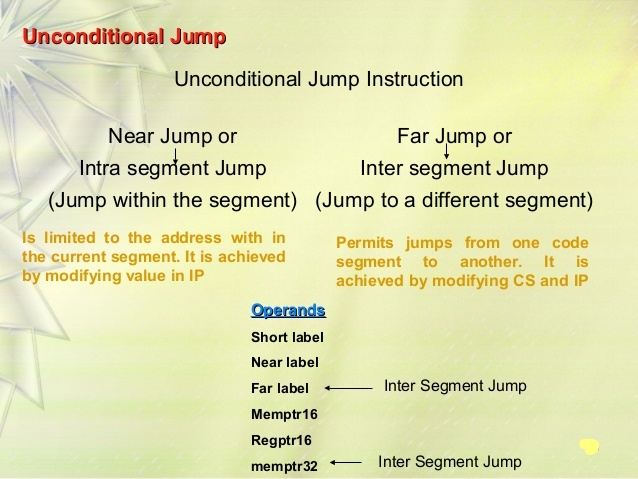 Unconditional Jump
Unconditional Jump Instruction
Near Jump or
Intra segment Jump
(Jump within the segment)
Far Jump or
Inter segment Jump
(Jump to a different segment)
Is limited to the address with in
the current segment. It is achieved
by modifying value in IP
Permits jumps from one code
segment to another. It is
achieved by modifying CS and IP
Operands
Short label
Near label
Far label
Inter Segment Jump
Memptr16
Regptr16
memptr32
Inter Segment Jump